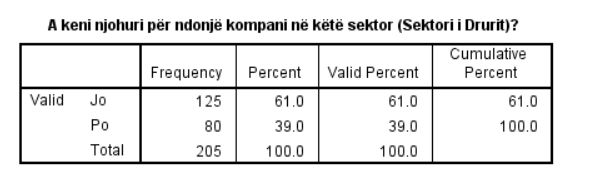 A keni njohuri për ndonjë kompani në këtë sektor (Sektori i Drurit)?
Frequency Percent Valid Percent Cumulative Percent
Valid Jo 125 61.0 61.0 61.0
Po 80 39.0 39.0 100.0
Total 205 100.0 100.0